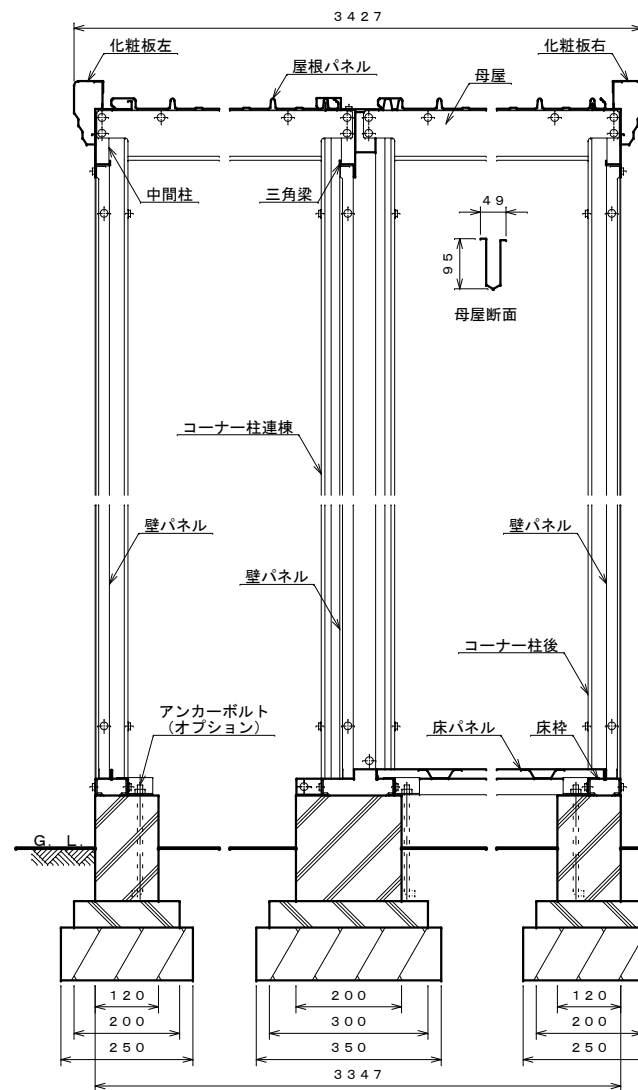 3427
化粧板左
化粧板右
屋根パネル
母屋
中間柱
三角梁
49
95
母屋断面
コーナー柱連棟
壁パネル
壁パネル
壁パネル
コーナー柱後
アンカーボルト
(オプション)
床パネル
床枠
G. L.
120
200
120
200
300
200
250
350
250
3347